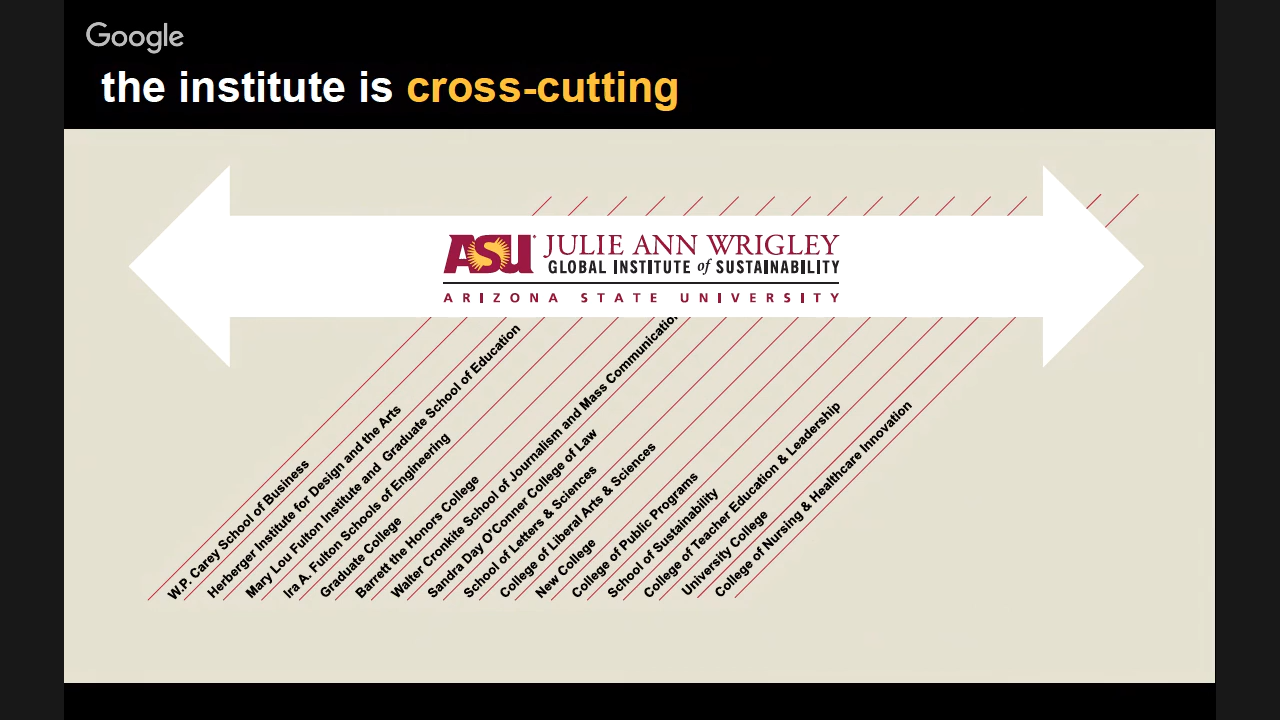 Google
the institute is cross-cutting
ASU JULIE ANN WRIGLEY
GLOBAL INSTITUTE of SUSTAINABILITY
ARIZONA STATE UNIVERSITY
W.P. Carey School of Business
Herberger Institute for Design and the Arts
Mary Lou Fulton Institute and Graduate School of Education
Ira A. Fulton Schools of Engineering
Graduate College
Barrett the Honors College
Walter Cronkite School of Journalism and Mass Communication
Sandra Day O'Conner College of Law
School of Letters & Sciences
College of Liberal Arts & Sciences
New College
College of Public Programs
School of Sustainability
College of Teacher Education & Leadership
University College
College of Nursing & Healthcare Innovation